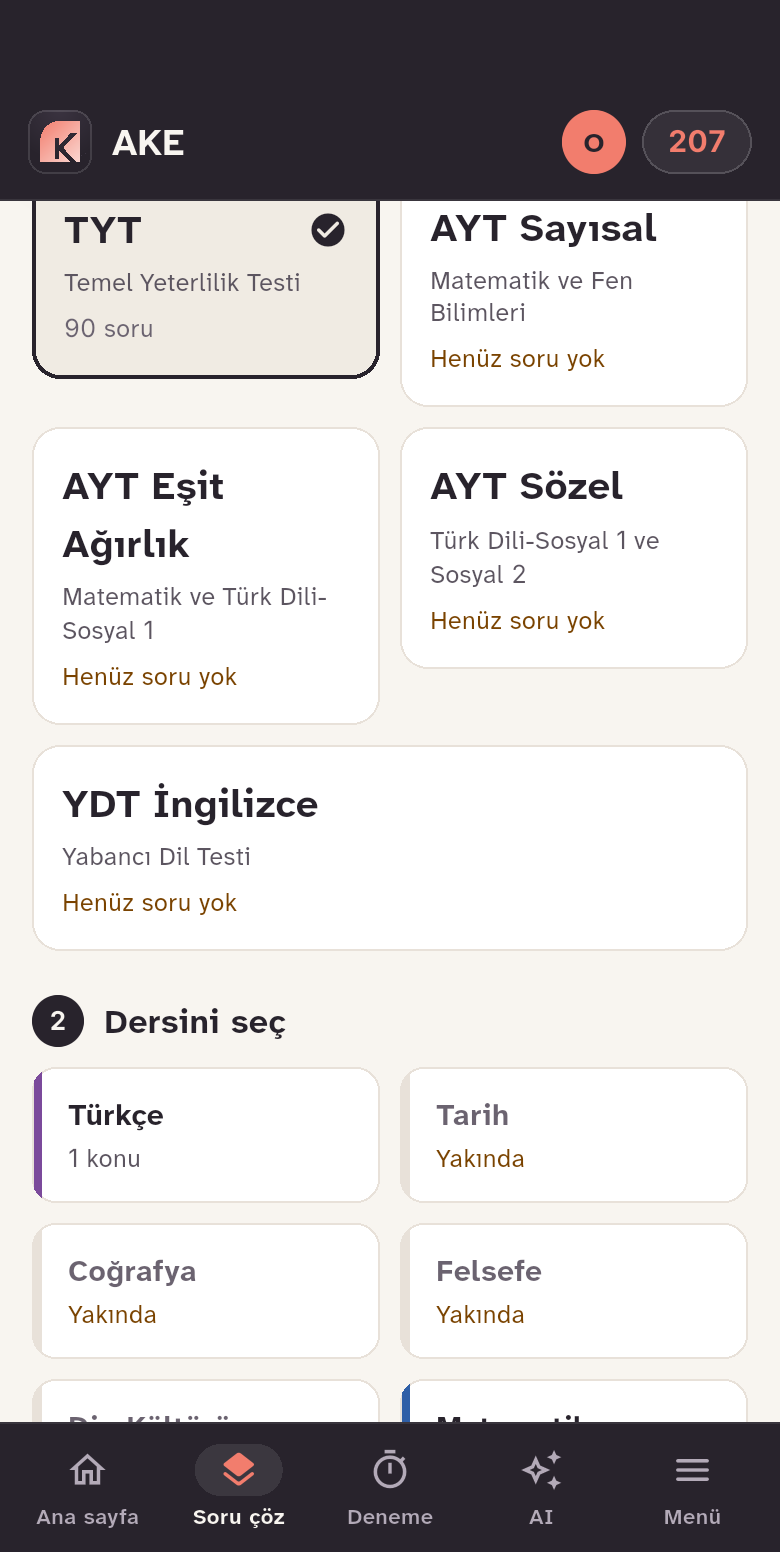 K AKE
O
207
TYT
Temel Yeterlilik Testi
90 soru
AYT Sayısal
Matematik ve Fen
Bilimleri
Henüz soru yok
AYT Eşit
Ağırlık
Matematik ve Türk Dili-
Sosyal 1
Henüz soru yok
AYT Sözel
Türk Dili-Sosyal 1 ve
Sosyal 2
Henüz soru yok
YDT İngilizce
Yabancı Dil Testi
Henüz soru yok
2 Dersini seç
Türkçe
1 konu
Tarih
Yakında
Coğrafya
Yakında
Felsefe
Yakında
Din Kültürü
Matematik
Ana sayfa
Soru çöz
Deneme
AI
Menü